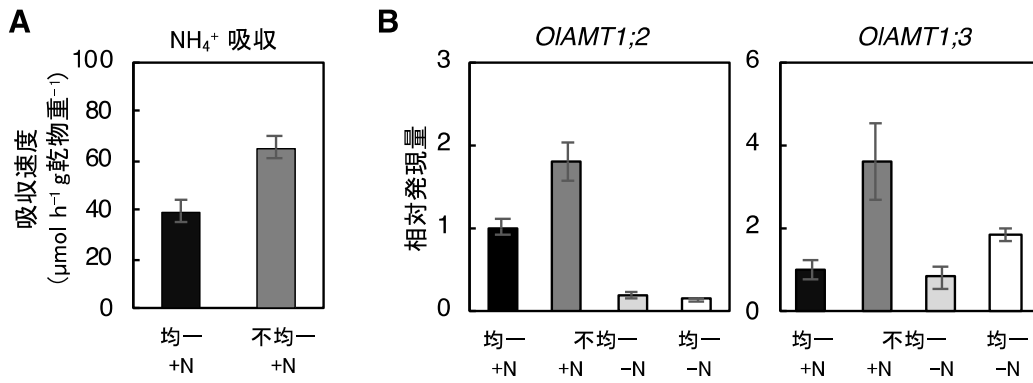 A
NH₄⁺ 吸収
吸収速度
(μmol h⁻¹ g乾物重⁻¹)
100
80
60
40
20
0
均一
+N
不均一
+N
B
OlAMT1;2
相対発現量
3
2
1
0
均一
+N
不均一
+N
−N
均一
−N
OlAMT1;3
6
4
2
0
均一
+N
不均一
+N
−N
均一
−N